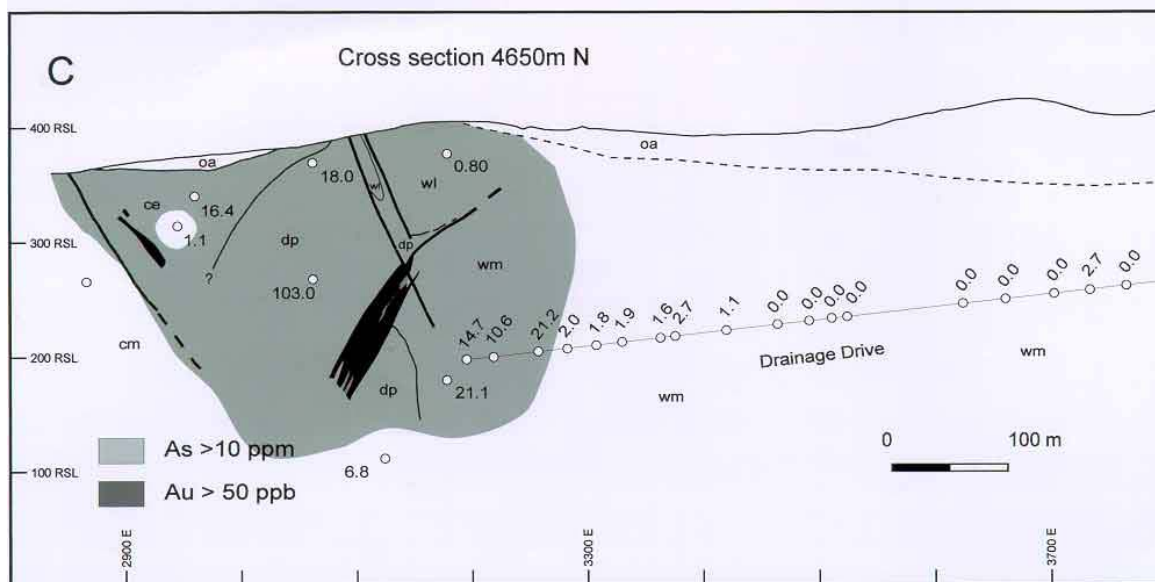 C
Cross section 4650m N
400 RSL
300 RSL
200 RSL
100 RSL
oa
oa
ce
16.4
1.1
18.0
wl
wl
0.80
dp
?
103.0
dp
wm
cm
dp
21.1
6.8
14.7
10.6
21.2
2.0
1.8
1.9
1.6
2.7
1.1
0.0
0.0
0.0
0.0
0.0
0.0
0.0
2.7
0.0
Drainage Drive
wm
wm
As >10 ppm
Au > 50 ppb
0 100 m
2900 E
3300 E
3700 E